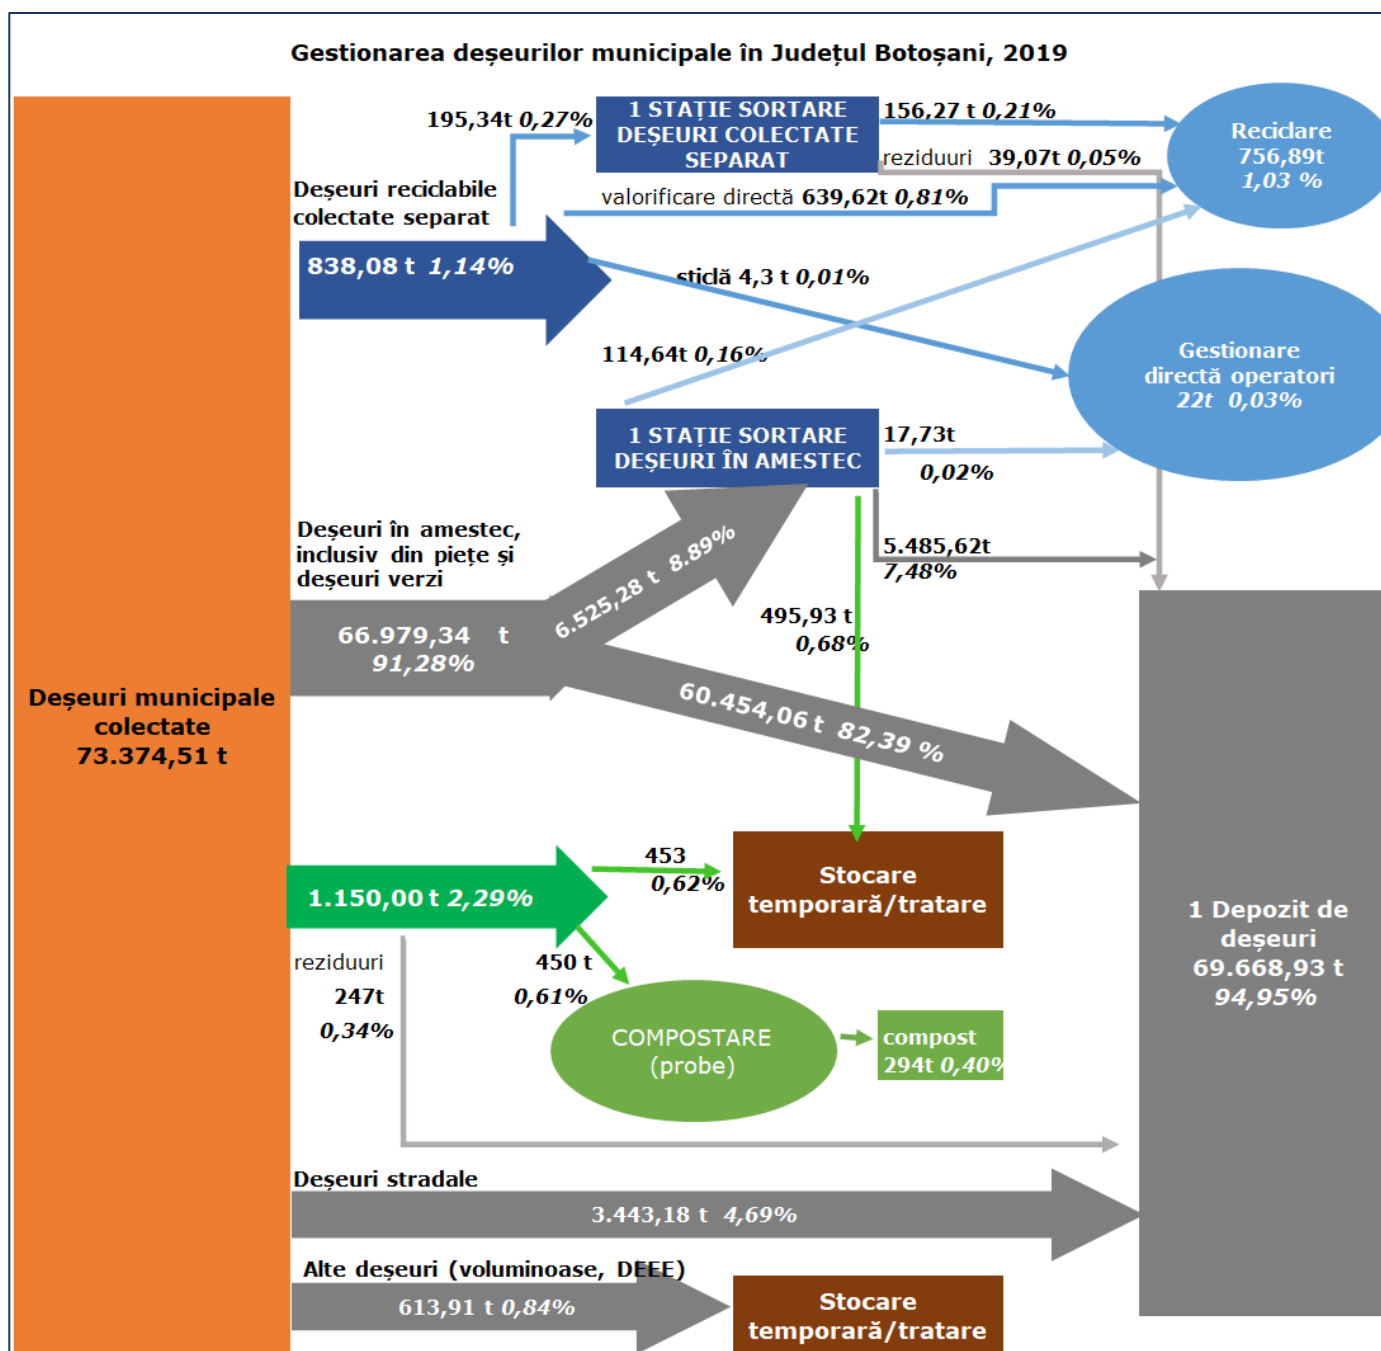 Gestionarea deșeurilor municipale în Județul Botoșani, 2019
195,34t 0,27%
1 STAȚIE SORTARE
DEȘEURI COLECTATE
SEPARAT
156,27 t 0,21%
reziduuri 39,07t 0,05%
Reciclare
756,89t
1,03 %
Deșeuri reciclabile
colectate separat
valorificare directă 639,62t 0,81%
838,08 t 1,14%
sticlă 4,3 t 0,01%
114,64t 0,16%
Gestionare
directă operatori
22t 0,03%
1 STAȚIE SORTARE
DEȘEURI ÎN AMESTEC
17,73t
0,02%
Deșeuri în amestec,
inclusiv din piețe și
deșeuri verzi
6.525,28 t 8.89%
5.485,62t
7,48%
66.979,34 t
91,28%
495,93 t
0,68%
60.454,06 t 82,39 %
Deșeuri municipale
colectate
73.374,51 t
1.150,00 t 2,29%
453
0,62%
Stocare
temporară/tratare
1 Depozit de
deșeuri
69.668,93 t
94,95%
reziduuri
247t
0,34%
450 t
0,61%
COMPOSTARE
(probe)
compost
294t 0,40%
Deșeuri stradale
3.443,18 t 4,69%
Alte deșeuri (voluminoase, DEEE)
613,91 t 0,84%
Stocare
temporară/tratare